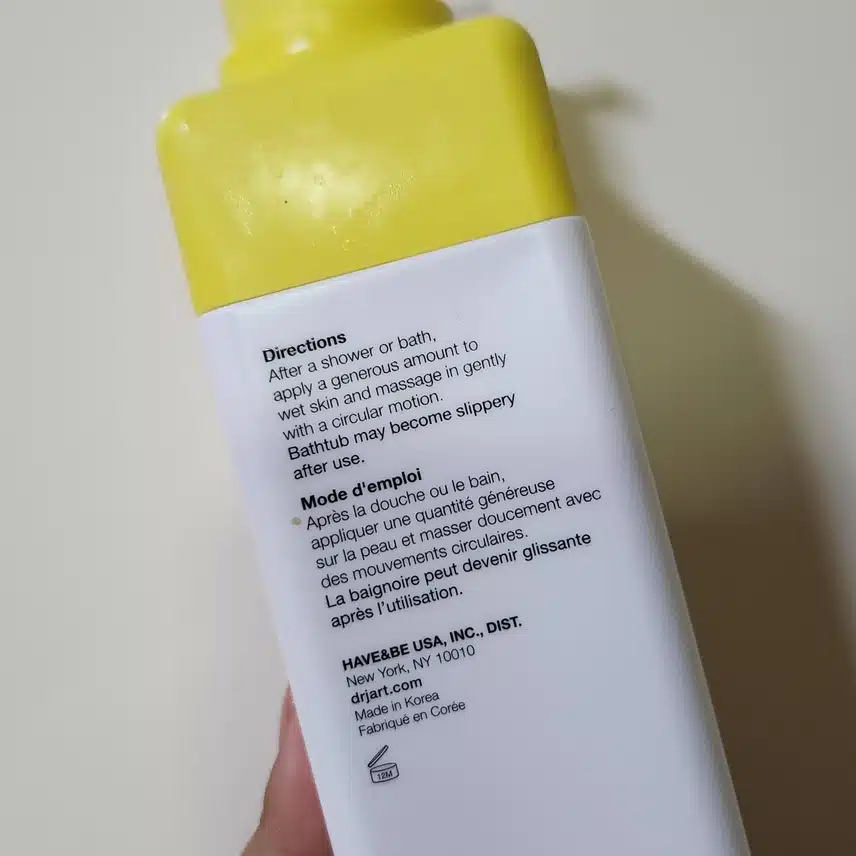 Directions
After a shower or bath,
apply a generous amount to
wet skin and massage in gently
with a circular motion.
Bathtub may become slippery
after use.
Mode d'emploi
Après la douche ou le bain,
appliquer une quantité généreuse
sur la peau et masser doucement avec
des mouvements circulaires.
La baignoire peut devenir glissante
après l'utilisation.
HAVE&BE USA, INC., DIST.
New York, NY 10010
drjart.com
Made in Korea
Fabriqué en Corée
12M